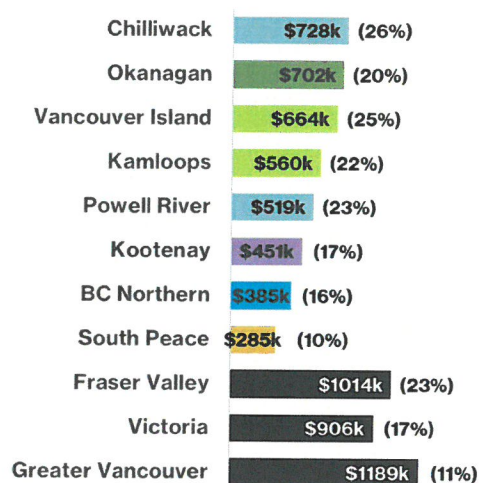 Chilliwack $728k (26%)
Okanagan $702k (20%)
Vancouver Island $664k (25%)
Kamloops $560k (22%)
Powell River $519k (23%)
Kootenay $451k (17%)
BC Northern $385k (16%)
South Peace $285k (10%)
Fraser Valley $1014k (23%)
Victoria $906k (17%)
Greater Vancouver $1189k (11%)